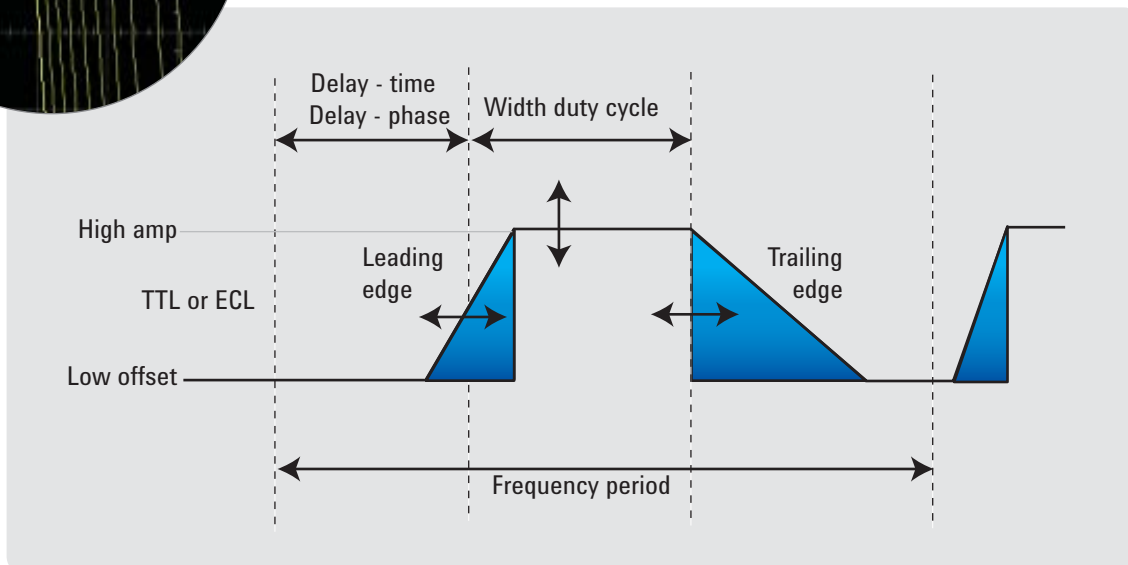 Delay - time
Delay - phase
Width duty cycle
High amp
Leading
edge
Trailing
edge
TTL or ECL
Low offset
Frequency period